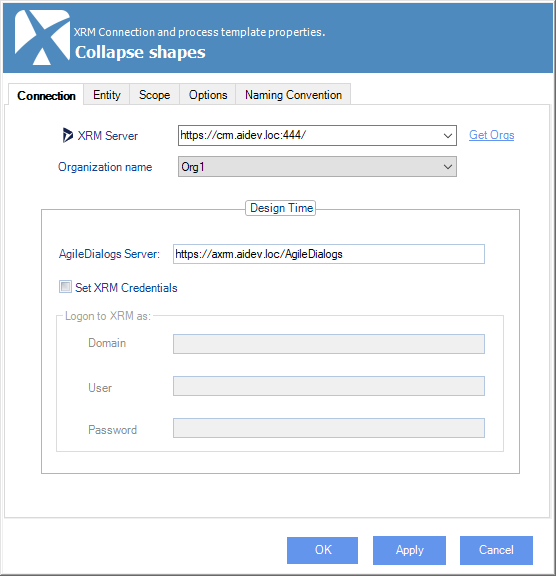 XRM Connection and process template properties.
Collapse shapes
Connection Entity Scope Options Naming Convention
XRM Server https://crm.aidev.loc:444/ Get Orgs
Organization name Org1
Design Time
AgileDialogs Server: https://axrm.aidev.loc/AgileDialogs
Set XRM Credentials
Logon to XRM as:
Domain
User
Password
OK Apply Cancel